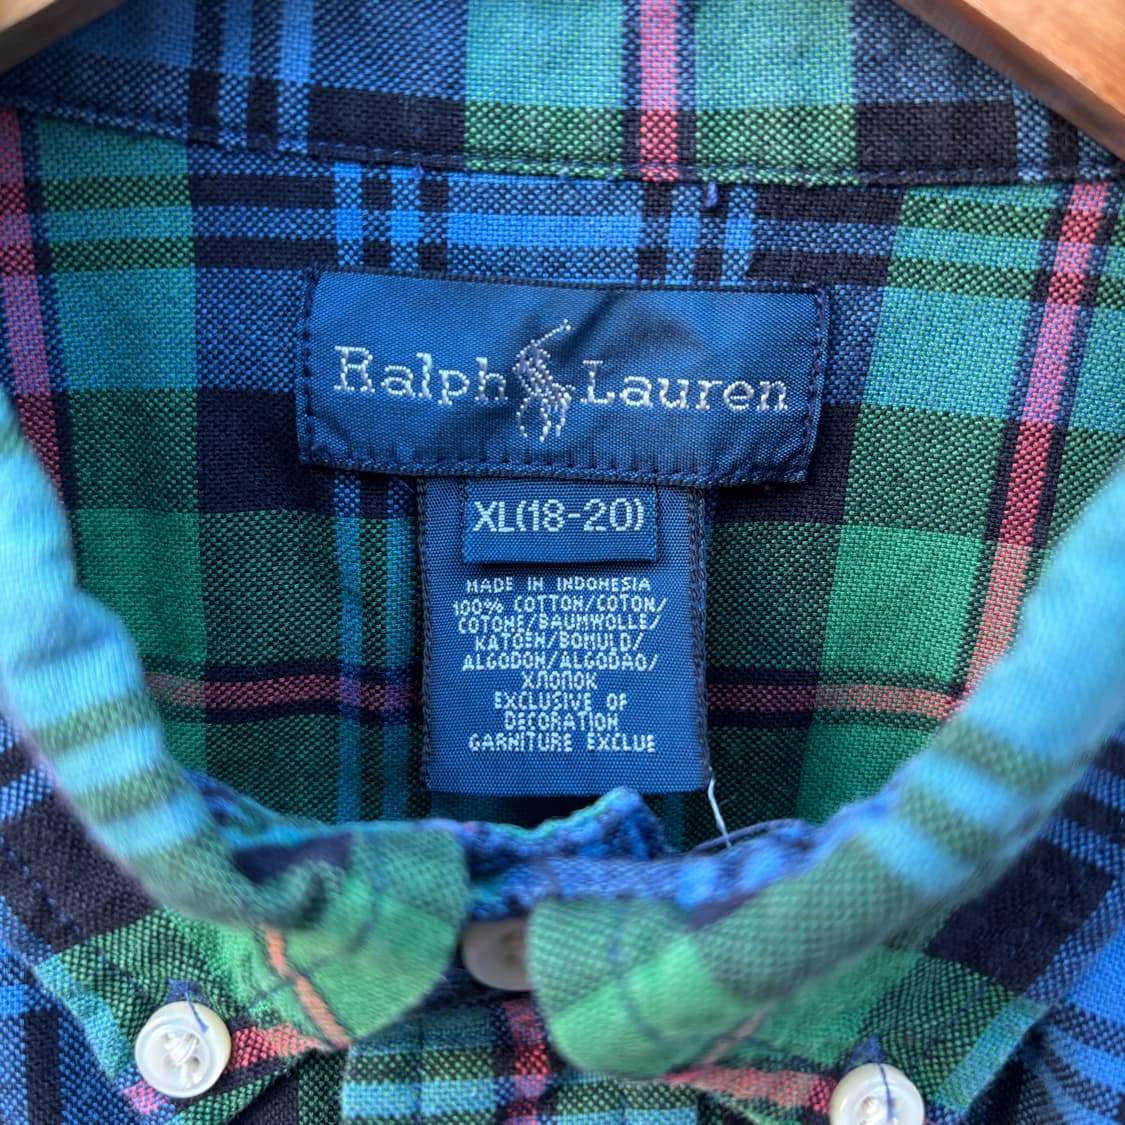 Ralph Lauren
XL(18-20)
MADE IN INDONESIA
100% COTTON/COTON/
COTONE/BAUMWOLLE/
KATOEN/BOMULD/
ALGODON/ALGODAO/
ХЛОПОК
EXCLUSIVE OF
DECORATION
GARNITURE EXCLUE